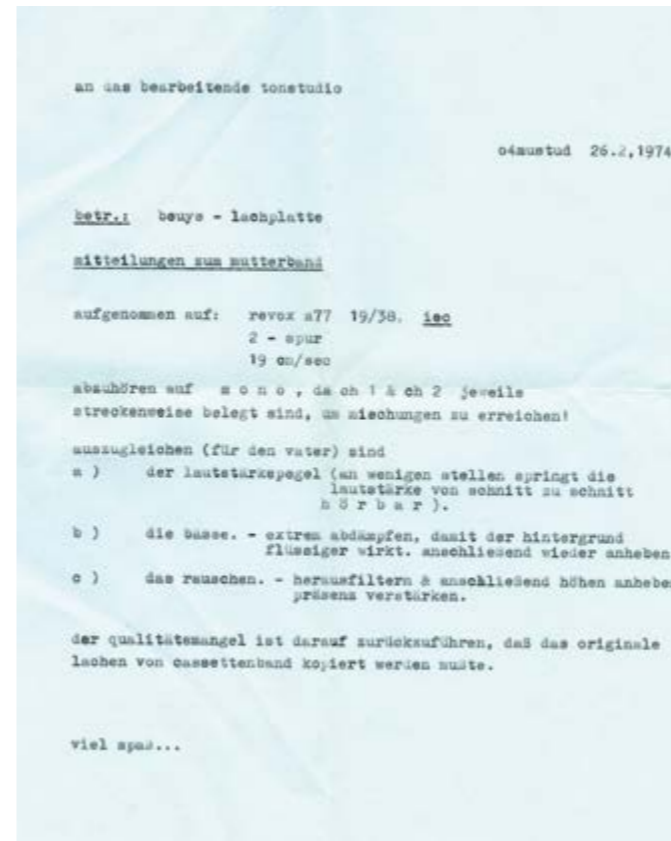 an das bearbeitende tonstudio
o4mustud 26.2,1974
betr.: beuys - lachplatte
mitteilungen zum mutterband
aufgenommen auf: revox a77 19/38. iec
2 - spur
19 cm/sec
abzuhören auf m o n o , da ch 1 & ch 2 jeweils
streckenweise belegt sind, um mischungen zu erreichen!
auszugleichen (für den vater) sind
a ) der lautstärkepegel (an wenigen stellen springt die
lautstärke von schnitt zu schnitt
h ö r b a r ).
b ) die bässe. - extrem abdämpfen, damit der hintergrund
flüssiger wirkt. anschließend wieder anheben
c ) das rauschen. - herausfiltern & anschließend höhen anhebe
präsens verstärken.
der qualitätsmangel ist darauf zurückzuführen, daß das originale
lachen von cassettenband kopiert werden mußte.
viel spaß...